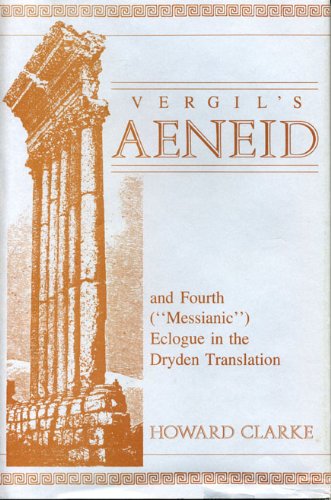 VERGIL'S
AENEID
and Fourth
("Messianic")
Eclogue in the
Dryden Translation
HOWARD CLARKE